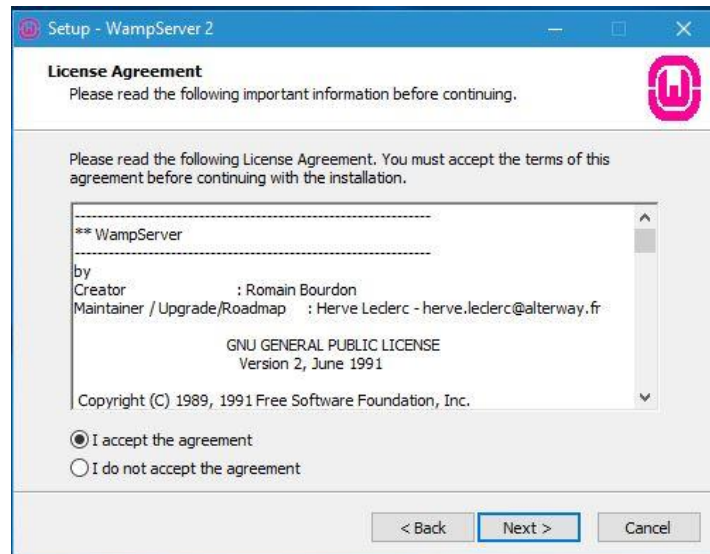 Setup - WampServer 2
License Agreement
Please read the following important information before continuing.
Please read the following License Agreement. You must accept the terms of this
agreement before continuing with the installation.
----------------------------------------------------------------
** WampServer
----------------------------------------------------------------
by
Creator : Romain Bourdon
Maintainer / Upgrade/Roadmap : Herve Leclerc - herve.leclerc@alterway.fr
GNU GENERAL PUBLIC LICENSE
Version 2, June 1991
Copyright (C) 1989, 1991 Free Software Foundation, Inc.
I accept the agreement
I do not accept the agreement
< Back Next > Cancel